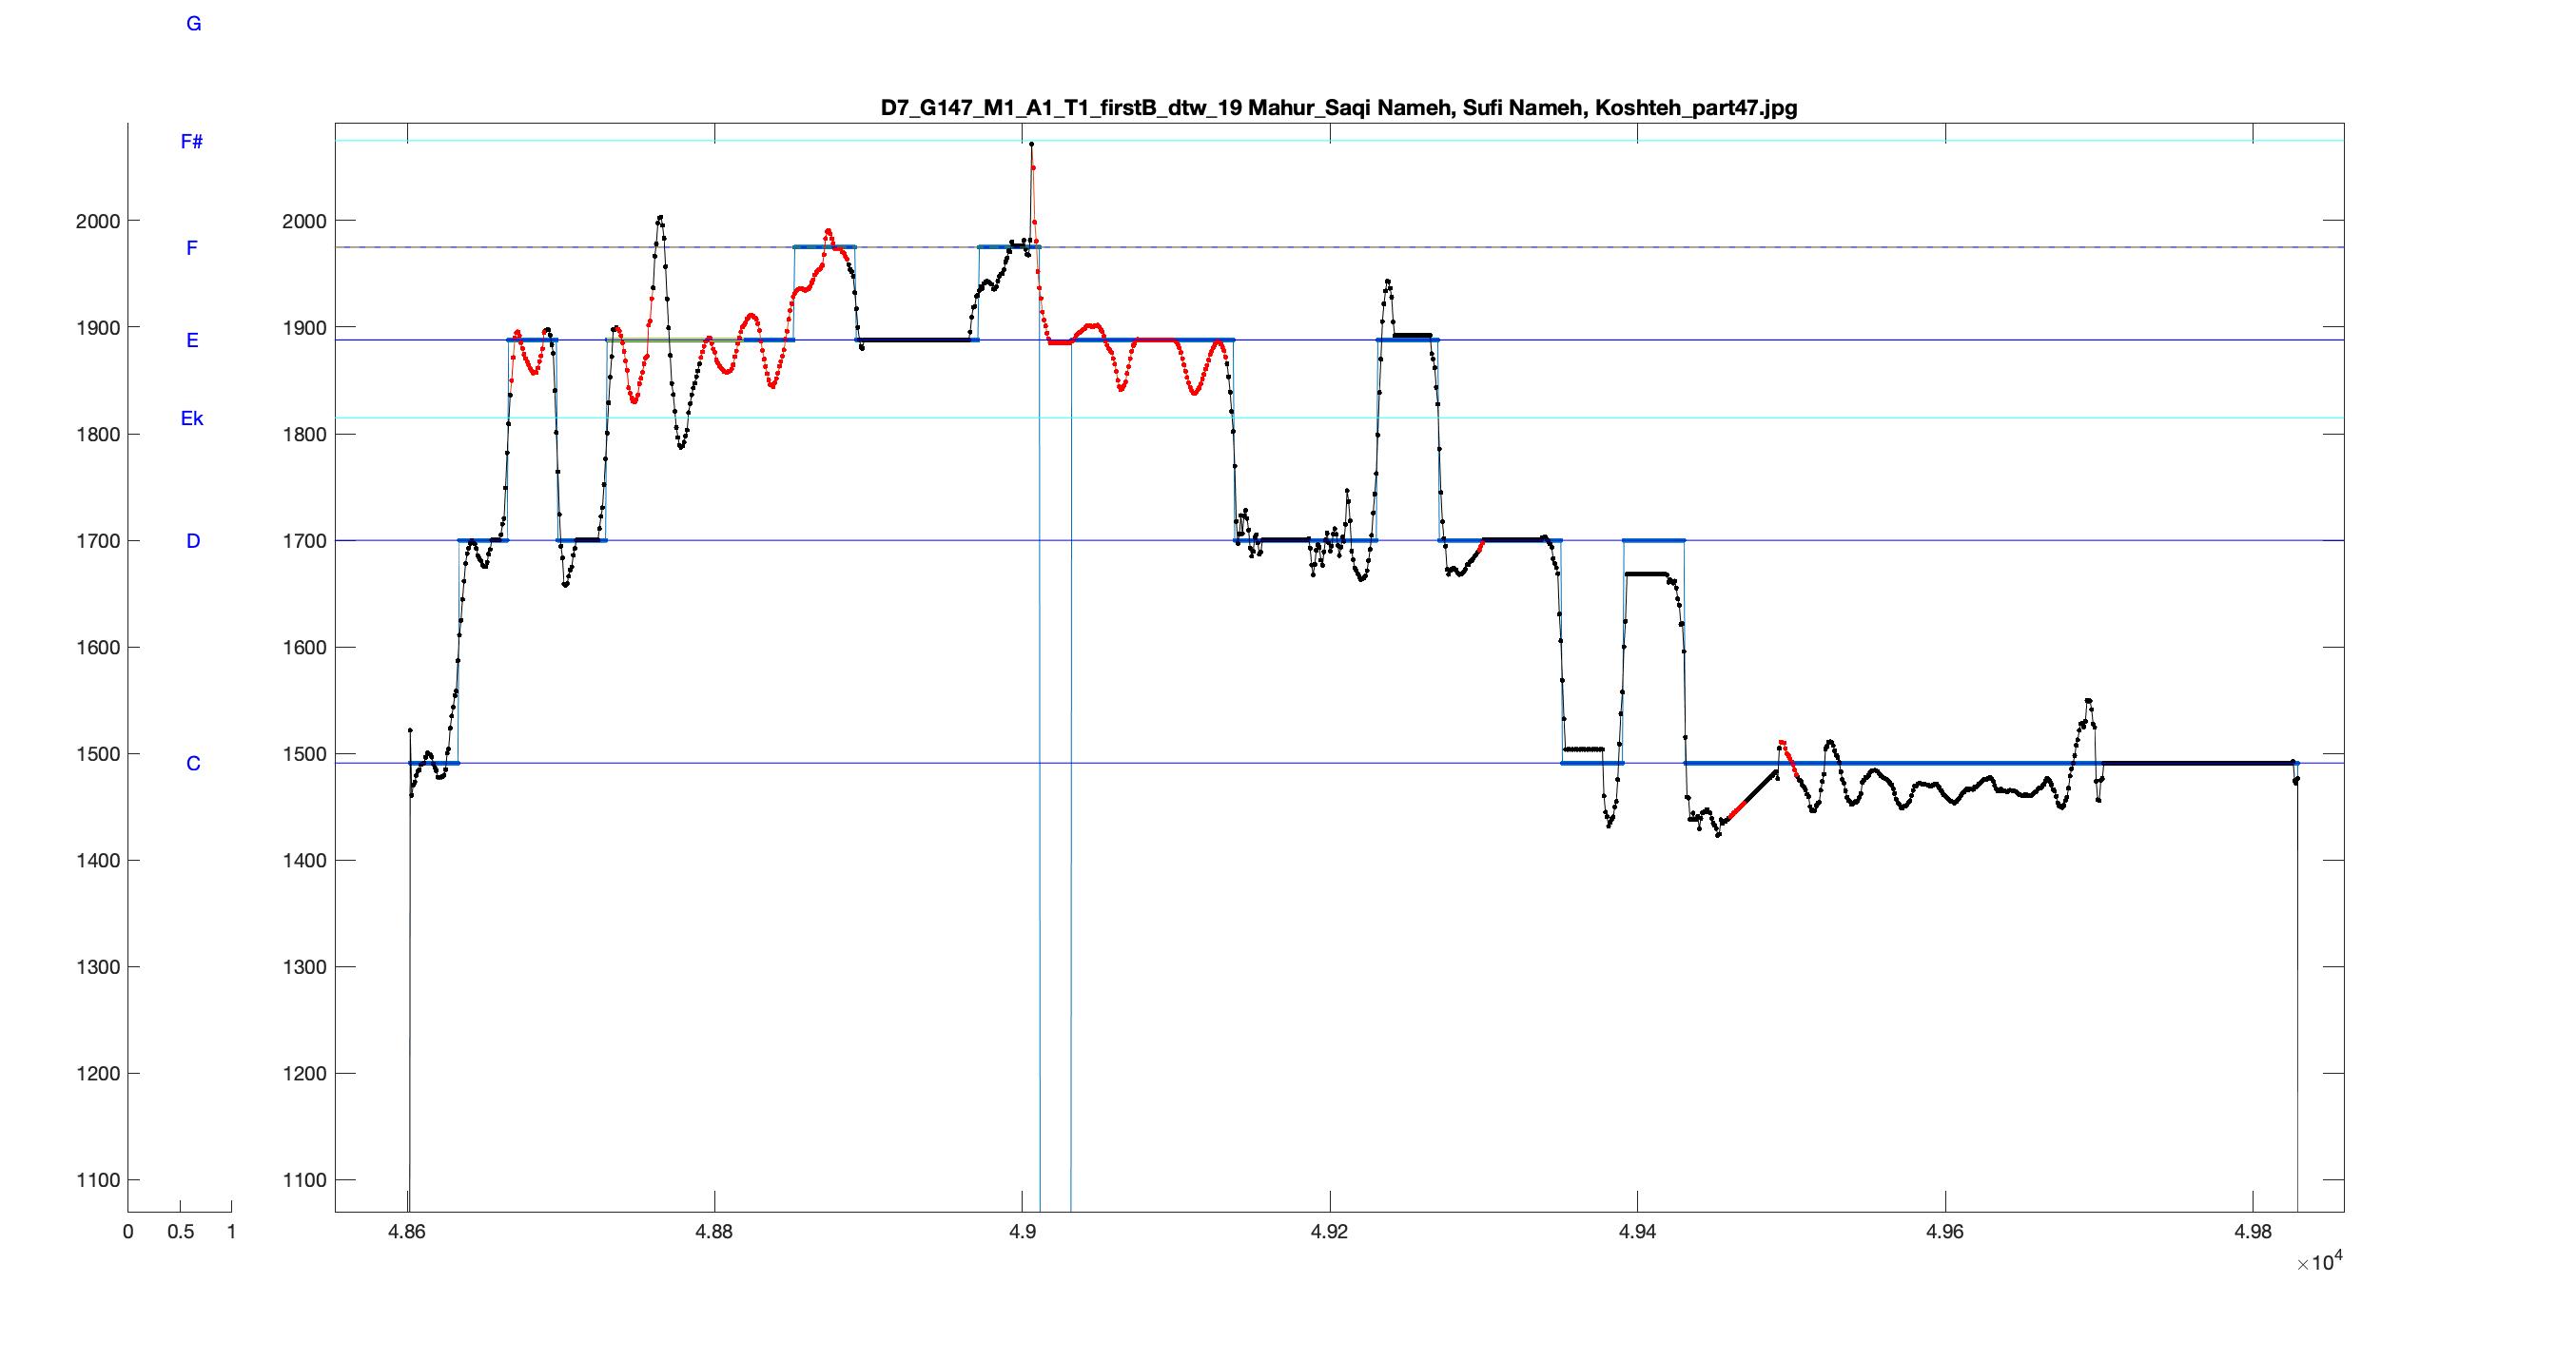 G
D7_G147_M1_A1_T1_firstB_dtw_19 Mahur_Saqi Nameh, Sufi Nameh, Koshteh_part47.jpg
F#
2000 F 2000
1900 E 1900
Ek
1800 1800
1700 D 1700
1600 1600
1500 C 1500
1400 1400
1300 1300
1200 1200
1100 1100
0 0.5 1 4.86 4.88 4.9 4.92 4.94 4.96 4.98
×10⁴